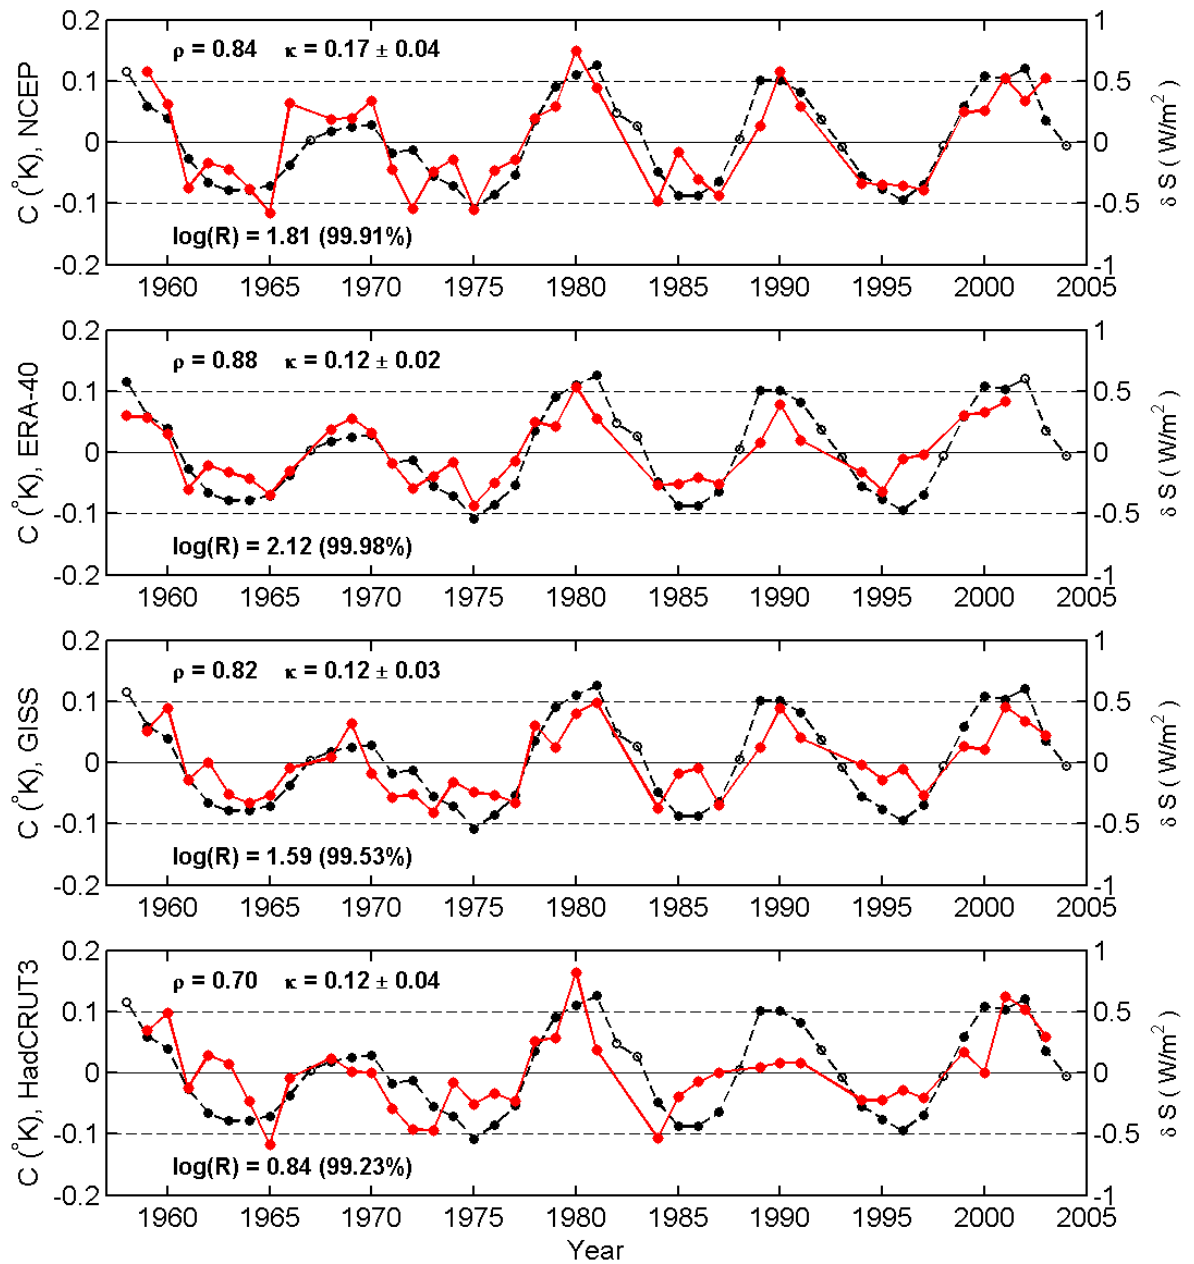 0.2
1
ρ = 0.84 κ = 0.17 ± 0.04
0.1
0.5
0
0
-0.1
-0.5
log(R) = 1.81 (99.91%)
-0.2
-1
C (°K), NCEP
δ S ( W/m²)
1960 1965 1970 1975 1980 1985 1990 1995 2000 2005
0.2
1
ρ = 0.88 κ = 0.12 ± 0.02
0.1
0.5
0
0
-0.1
-0.5
log(R) = 2.12 (99.98%)
-0.2
-1
C (°K), ERA-40
δ S ( W/m²)
1960 1965 1970 1975 1980 1985 1990 1995 2000 2005
0.2
1
ρ = 0.82 κ = 0.12 ± 0.03
0.1
0.5
0
0
-0.1
-0.5
log(R) = 1.59 (99.53%)
-0.2
-1
C (°K), GISS
δ S ( W/m²)
1960 1965 1970 1975 1980 1985 1990 1995 2000 2005
0.2
1
ρ = 0.70 κ = 0.12 ± 0.04
0.1
0.5
0
0
-0.1
-0.5
log(R) = 0.84 (99.23%)
-0.2
-1
C (°K), HadCRUT3
δ S ( W/m²)
1960 1965 1970 1975 1980 1985 1990 1995 2000 2005
Year